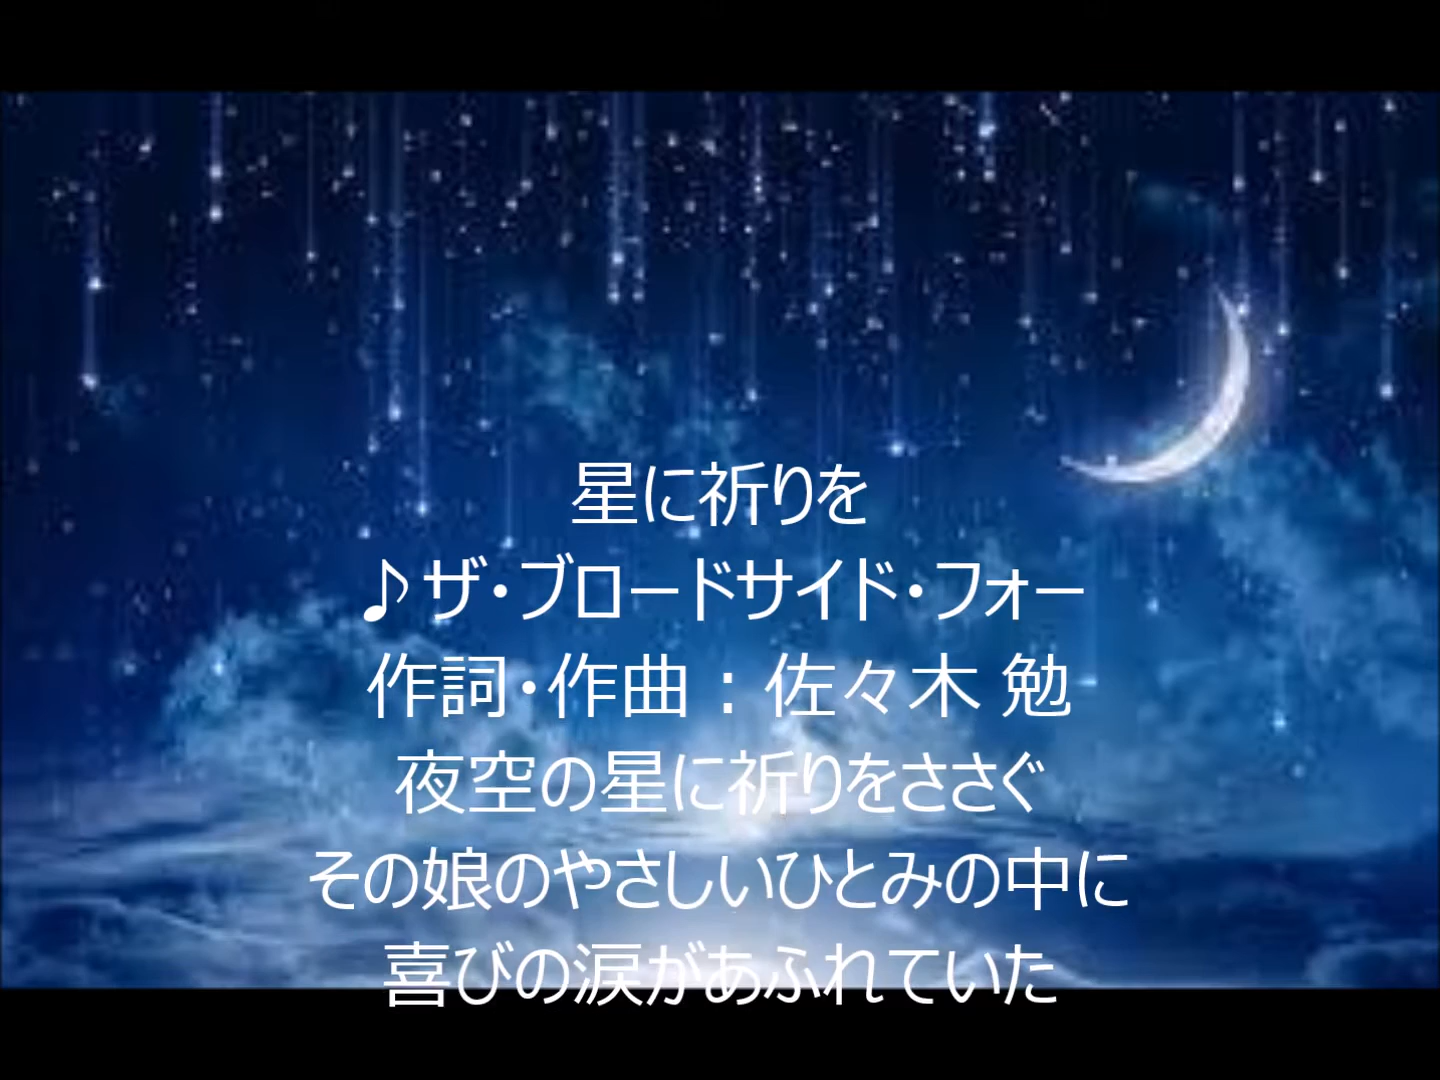 星に祈りを
♪ザ・ブロードサイド・フォー
作詞・作曲：佐々木 勉
夜空の星に祈りをささぐ
その娘のやさしいひとみの中に
喜びの涙があふれていた